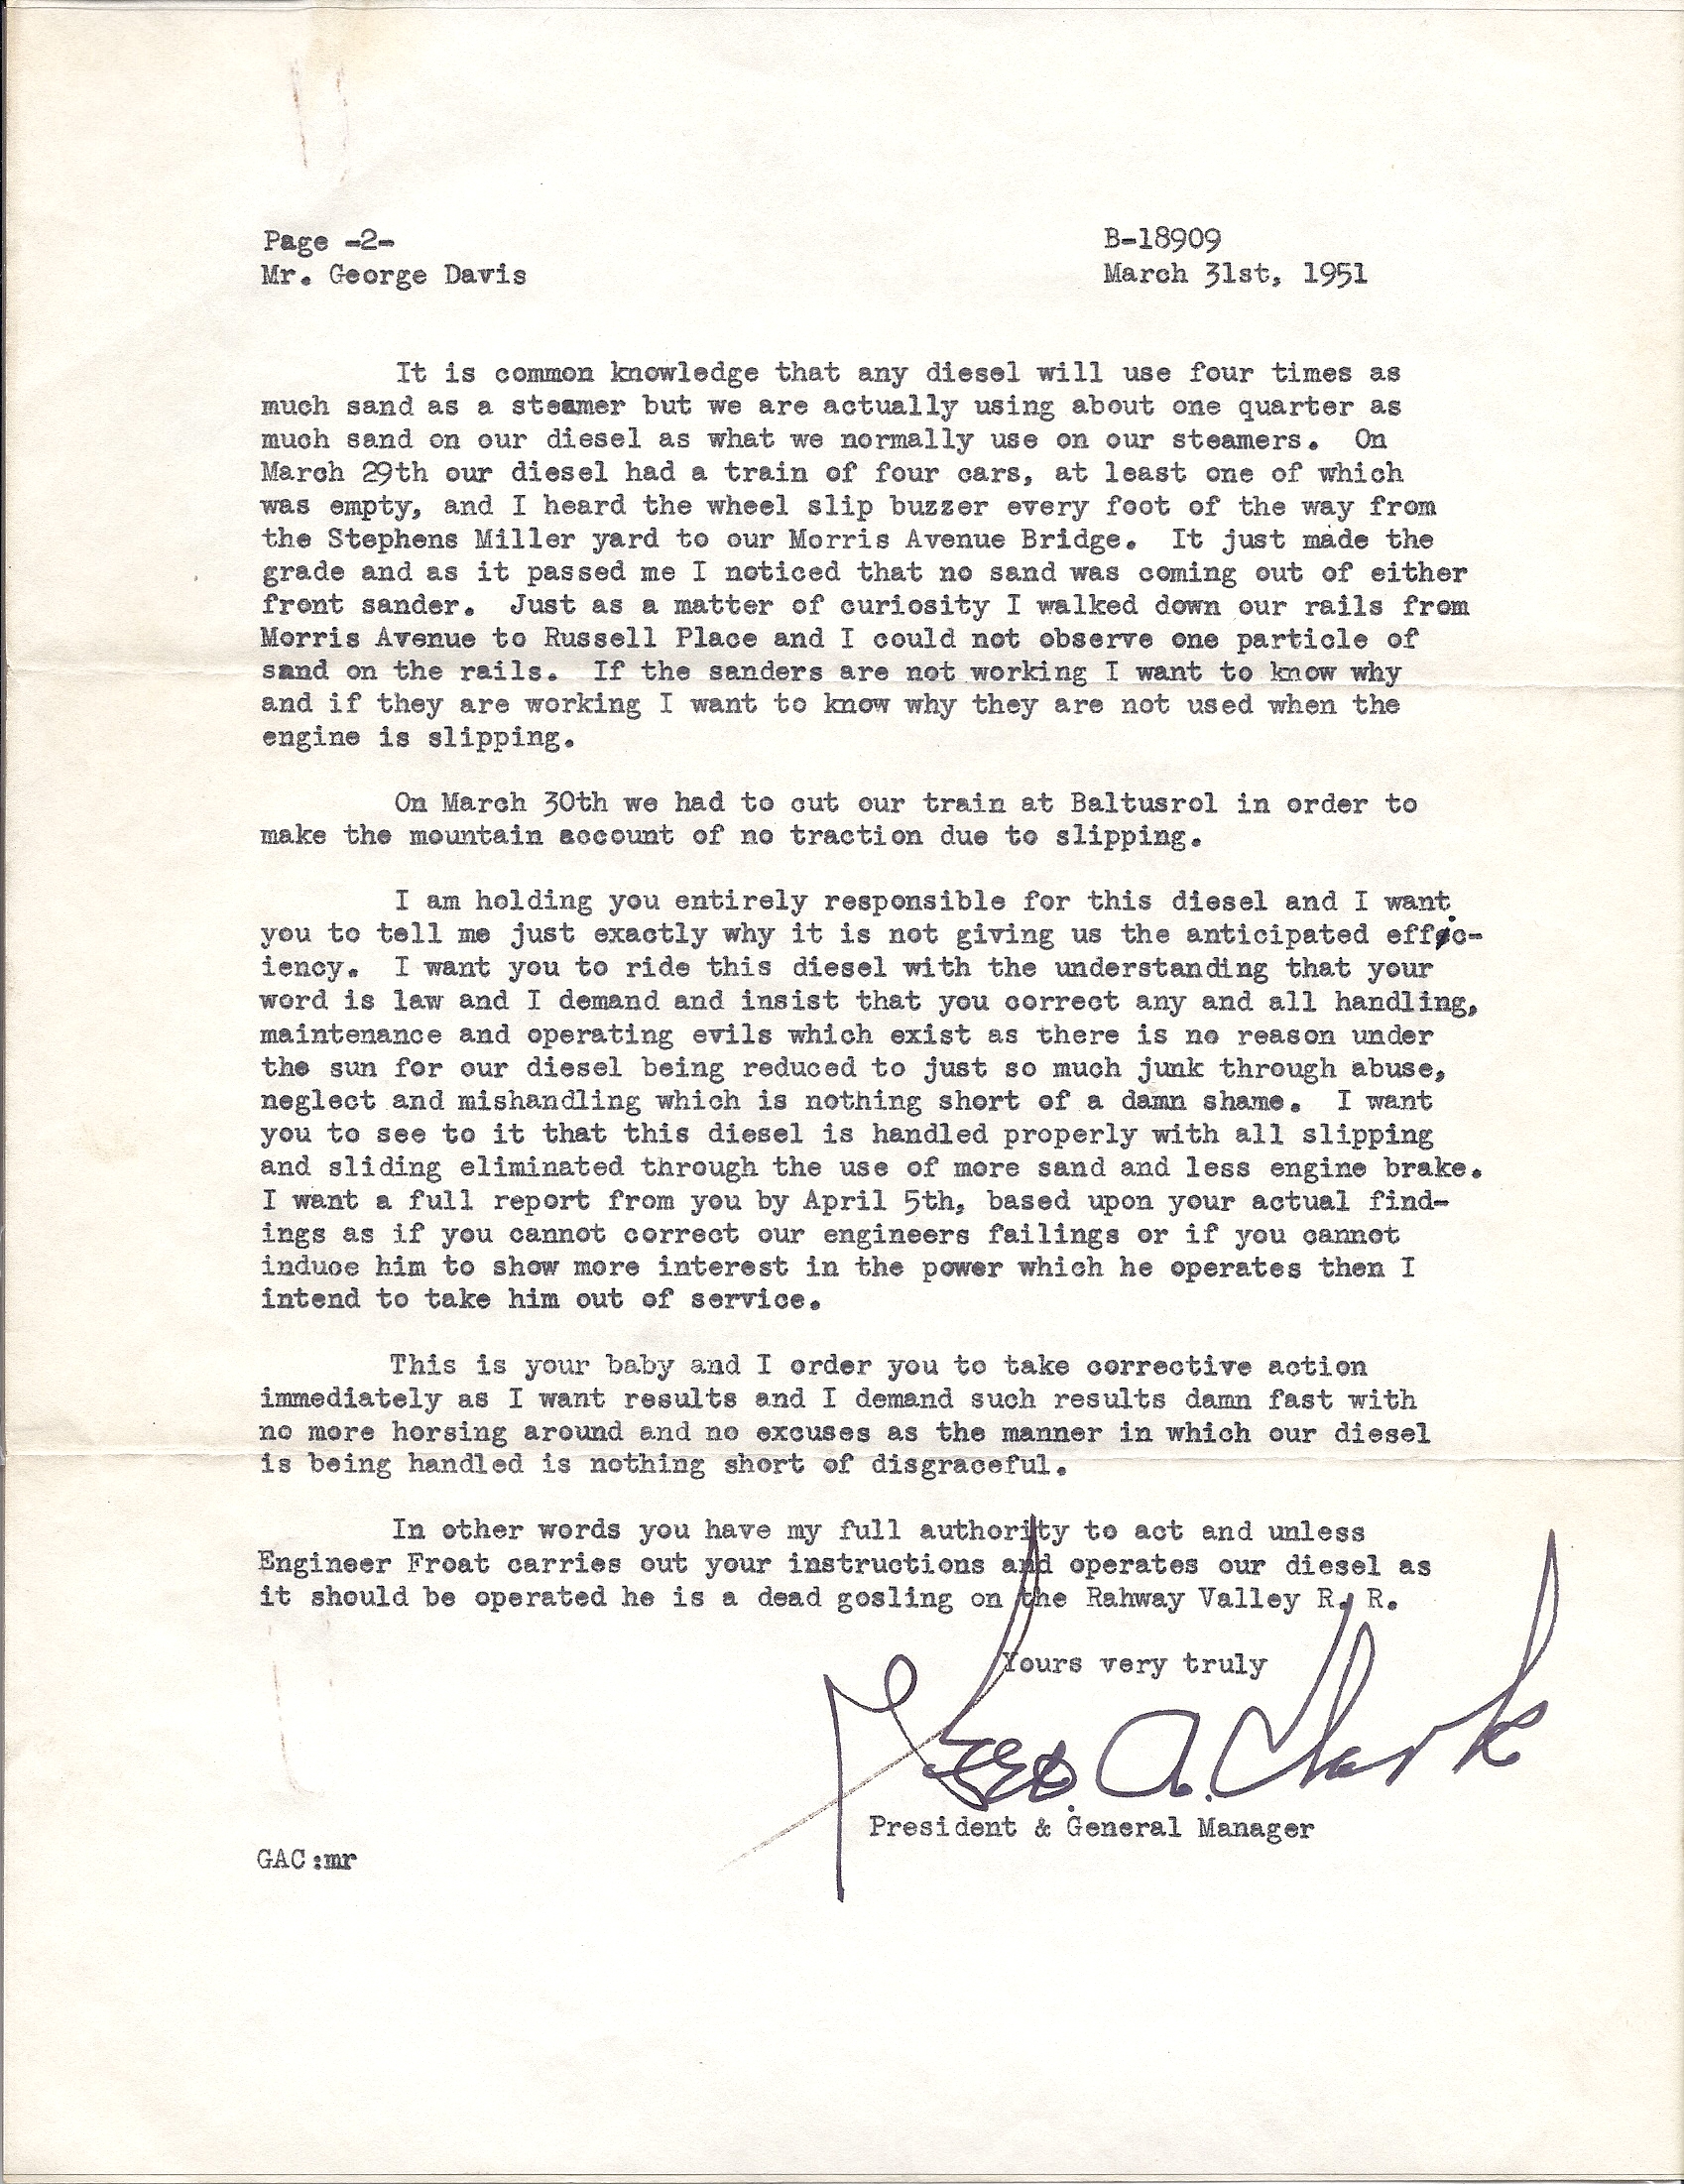 Page -2-
B-18909
Mr. George Davis
March 31st, 1951
It is common knowledge that any diesel will use four times as
much sand as a steamer but we are actually using about one quarter as
much sand on our diesel as what we normally use on our steamers. On
March 29th our diesel had a train of four cars, at least one of which
was empty, and I heard the wheel slip buzzer every foot of the way from
the Stephens Miller yard to our Morris Avenue Bridge. It just made the
grade and as it passed me I noticed that no sand was coming out of either
front sander. Just as a matter of curiosity I walked down our rails from
Morris Avenue to Russell Place and I could not observe one particle of
sand on the rails. If the sanders are not working I want to know why
and if they are working I want to know why they are not used when the
engine is slipping.
On March 30th we had to cut our train at Baltusrol in order to
make the mountain account of no traction due to slipping.
I am holding you entirely responsible for this diesel and I want
you to tell me just exactly why it is not giving us the anticipated effic-
iency. I want you to ride this diesel with the understanding that your
word is law and I demand and insist that you correct any and all handling,
maintenance and operating evils which exist as there is no reason under
the sun for our diesel being reduced to just so much junk through abuse,
neglect and mishandling which is nothing short of a damn shame. I want
you to see to it that this diesel is handled properly with all slipping
and sliding eliminated through the use of more sand and less engine brake.
I want a full report from you by April 5th, based upon your actual find-
ings as if you cannot correct our engineers failings or if you cannot
induce him to show more interest in the power which he operates then I
intend to take him out of service.
This is your baby and I order you to take corrective action
immediately as I want results and I demand such results damn fast with
no more horsing around and no excuses as the manner in which our diesel
is being handled is nothing short of disgraceful.
In other words you have my full authority to act and unless
Engineer Froat carries out your instructions and operates our diesel as
it should be operated he is a dead gosling on the Rahway Valley R. R.
Yours very truly
Geo. A. Clark
President & General Manager
GAC:mr